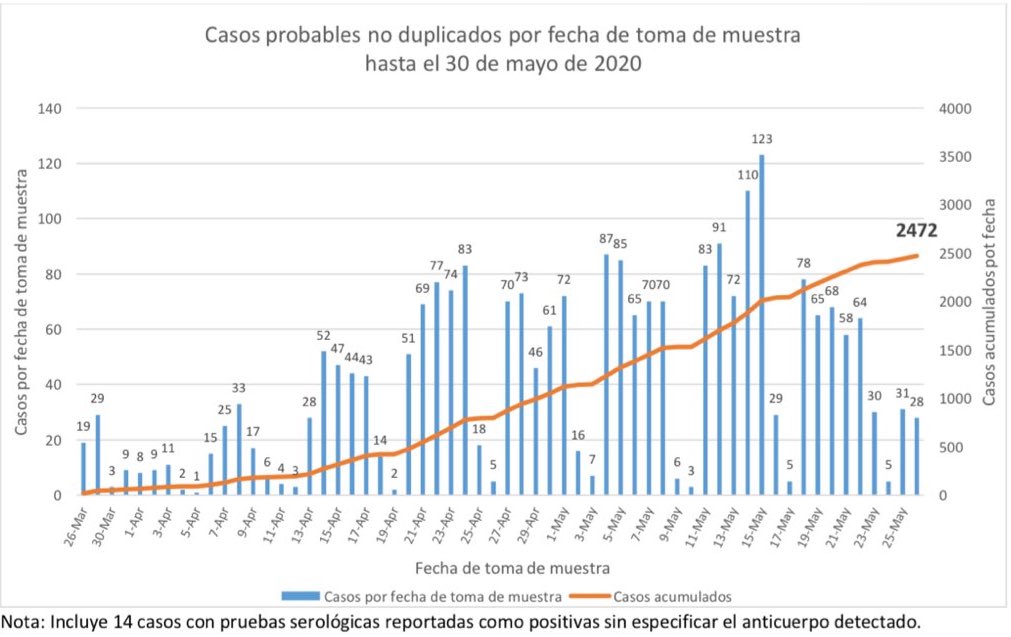 Casos probables no duplicados por fecha de toma de muestra
hasta el 30 de mayo de 2020
Casos por fecha de toma de muestra
140
120
100
80
60
40
20
0
19
29
3
9
8
9
11
2
1
15
25
33
17
6
4
3
28
52
47
44
43
14
2
51
69
77
74
83
18
5
70
73
46
61
72
16
7
87
85
65
70
70
6
3
83
91
72
110
123
29
5
78
65
68
58
64
30
5
31
28
2472
4000
3500
3000
2500
2000
1500
1000
500
0
Casos acumulados pot fecha
26-Mar
30-Mar
1-Apr
3-Apr
5-Apr
7-Apr
9-Apr
11-Apr
13-Apr
15-Apr
17-Apr
19-Apr
21-Apr
23-Apr
25-Apr
27-Apr
29-Apr
1-May
3-May
5-May
7-May
9-May
11-May
13-May
15-May
17-May
19-May
21-May
23-May
25-May
Fecha de toma de muestra
Casos por fecha de toma de muestra Casos acumulados
Nota: Incluye 14 casos con pruebas serológicas reportadas como positivas sin especificar el anticuerpo detectado.